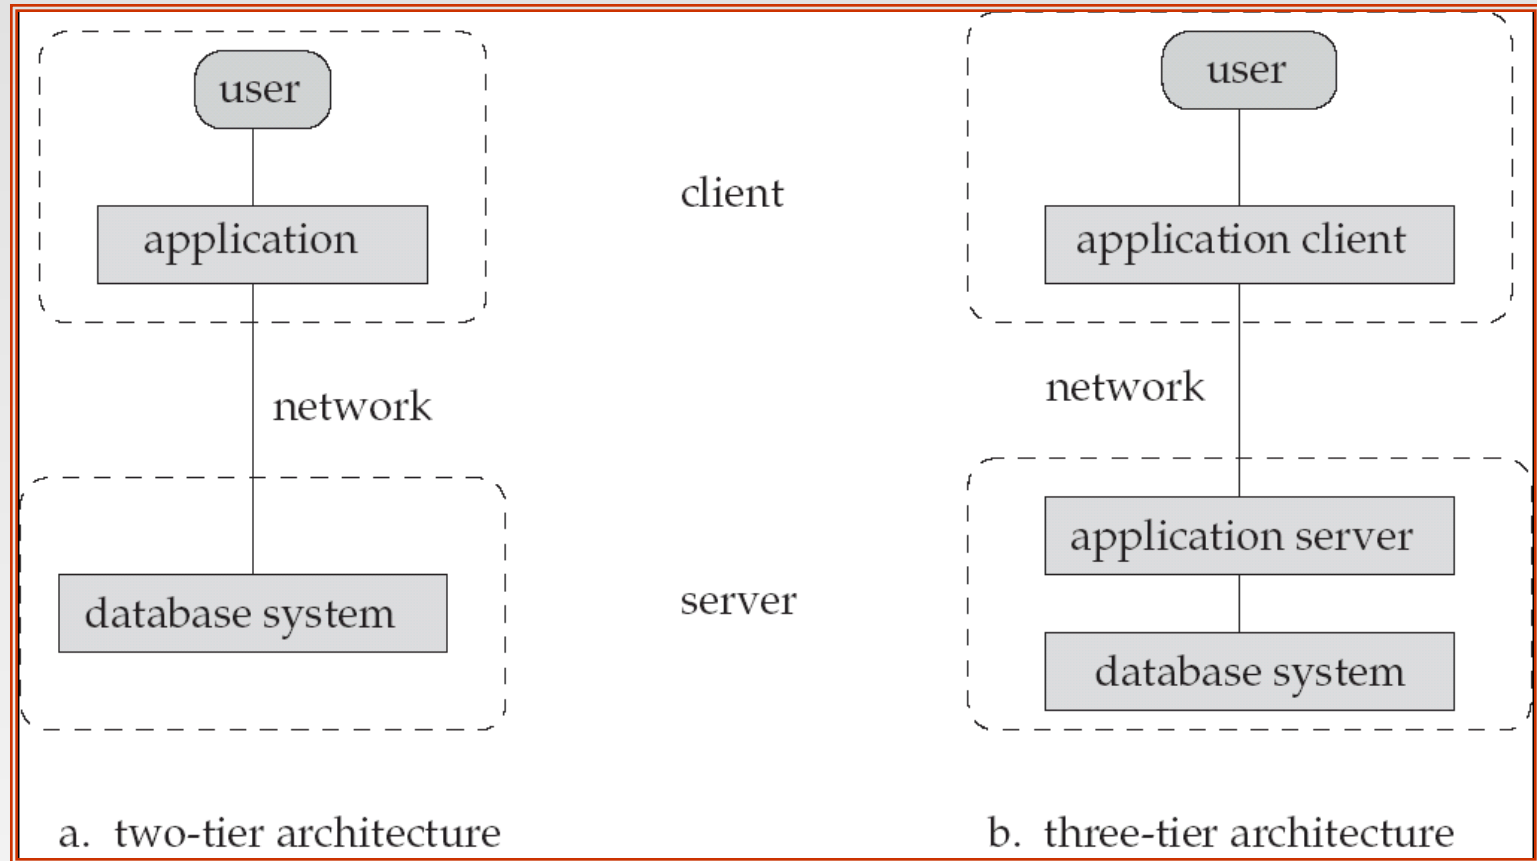 user
application
network
database system
a. two-tier architecture
client
server
user
application client
network
application server
database system
b. three-tier architecture